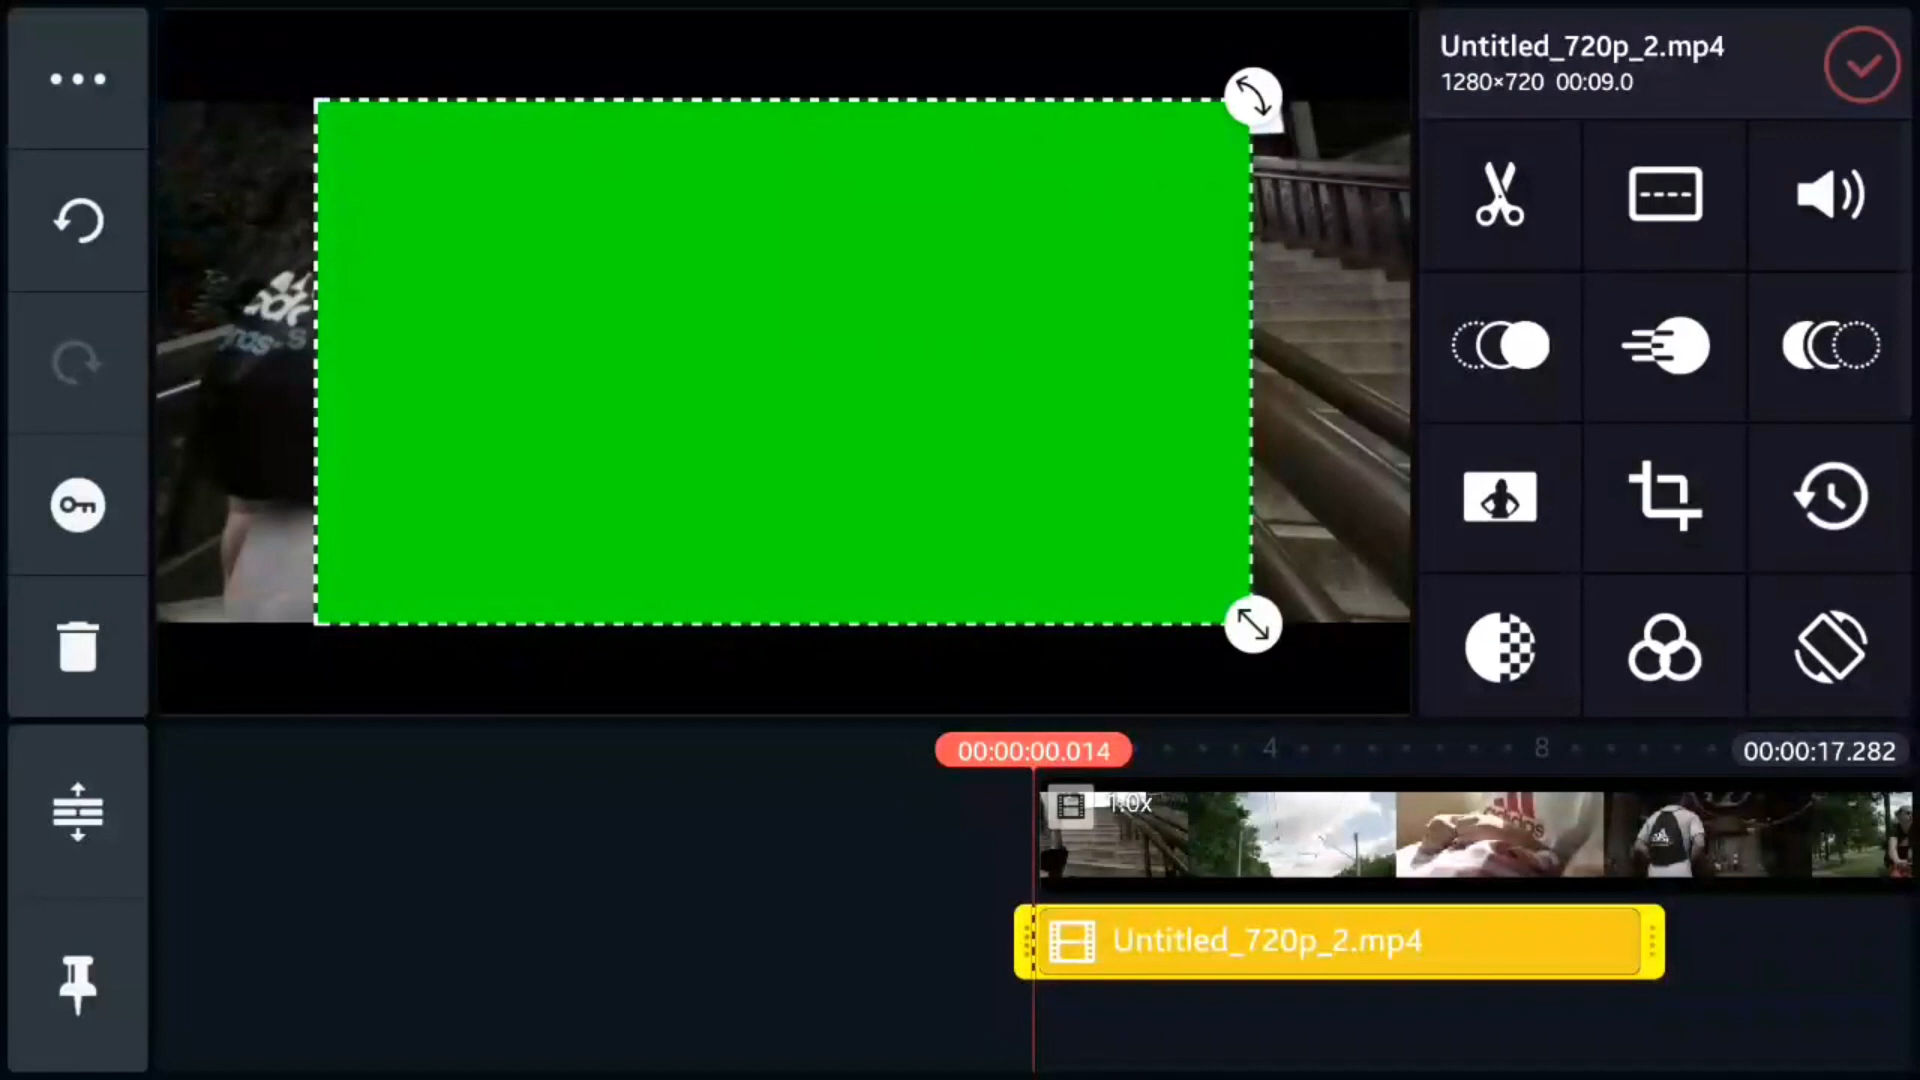 Untitled_720p_2.mp4
1280×720 00:09.0
00:00:00.014
4
8
00:00:17.282
1.0x
adidas
Untitled_720p_2.mp4